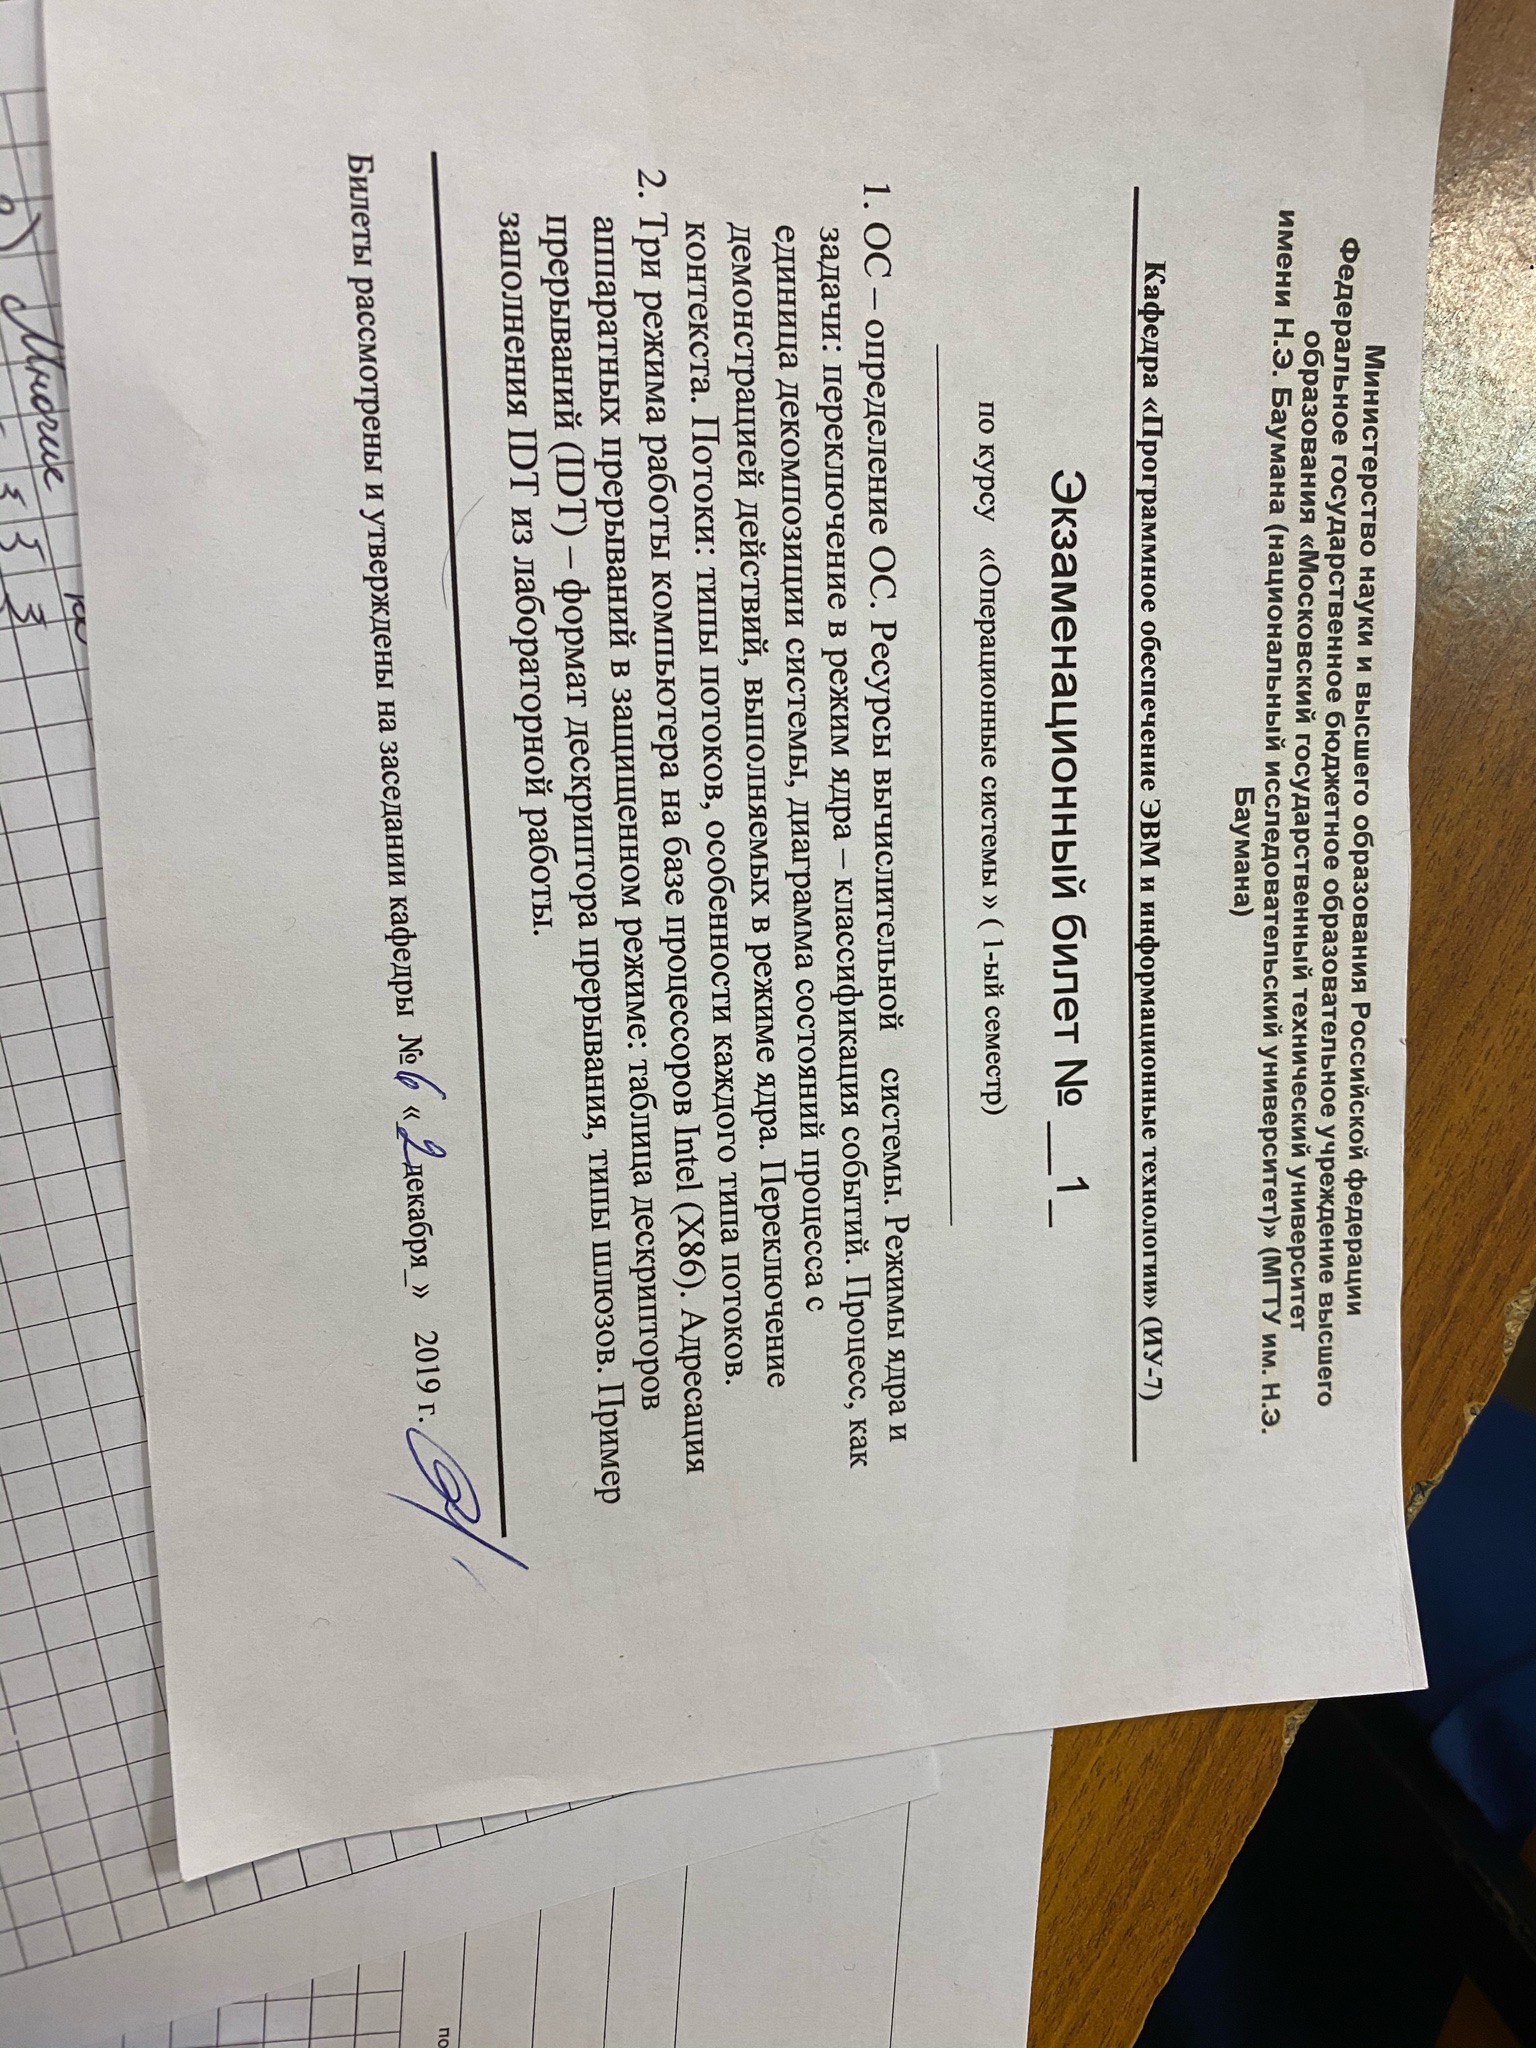 Министерство науки и высшего образования Российской федерации
Федеральное государственное бюджетное образовательное учреждение высшего
образования «Московский государственный технический университет
имени Н.Э. Баумана (национальный исследовательский университет)» (МГТУ им. Н.Э.
Баумана)
Кафедра «Программное обеспечение ЭВМ и информационные технологии» (ИУ-7)
Экзаменационный билет № __1_
по курсу «Операционные системы » ( 1-ый семестр)
1. ОС – определение ОС. Ресурсы вычислительной системы. Режимы ядра и
задачи: переключение в режим ядра – классификация событий. Процесс, как
единица декомпозиции системы, диаграмма состояний процесса с
демонстрацией действий, выполняемых в режиме ядра. Переключение
контекста. Потоки: типы потоков, особенности каждого типа потоков.
2. Три режима работы компьютера на базе процессоров Intel (X86). Адресация
аппаратных прерываний в защищенном режиме: таблица дескрипторов
прерываний (IDT) – формат дескриптора прерывания, типы шлюзов. Пример
заполнения IDT из лабораторной работы.
Билеты рассмотрены и утверждены на заседании кафедры №6 «_2декабря_» 2019 г.
по
Многие